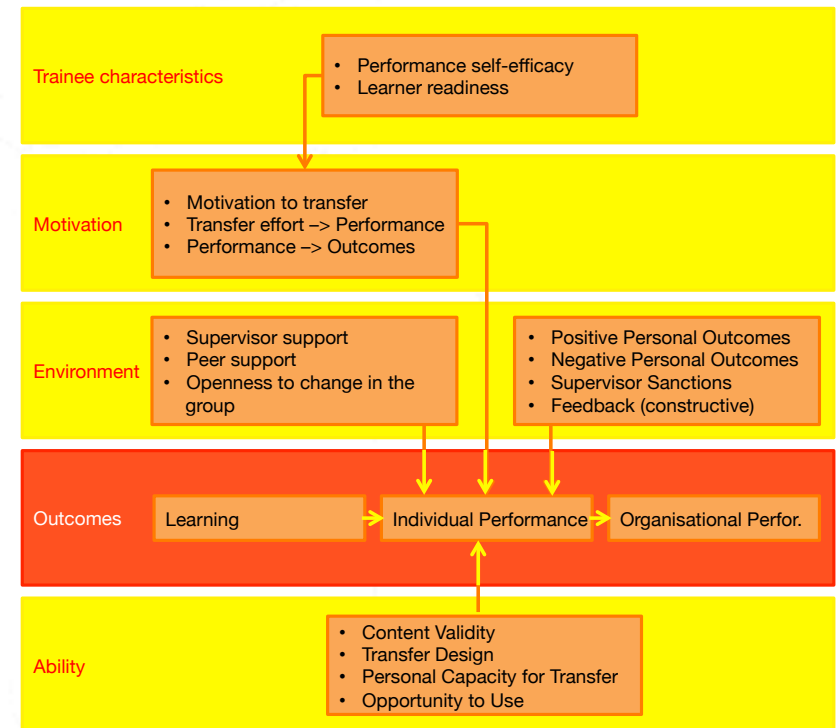 Trainee characteristics
• Performance self-efficacy
• Learner readiness
Motivation
• Motivation to transfer
• Transfer effort –> Performance
• Performance –> Outcomes
Environment
• Supervisor support
• Peer support
• Openness to change in the
group
• Positive Personal Outcomes
• Negative Personal Outcomes
• Supervisor Sanctions
• Feedback (constructive)
Outcomes
Learning
Individual Performance
Organisational Perfor.
Ability
• Content Validity
• Transfer Design
• Personal Capacity for Transfer
• Opportunity to Use